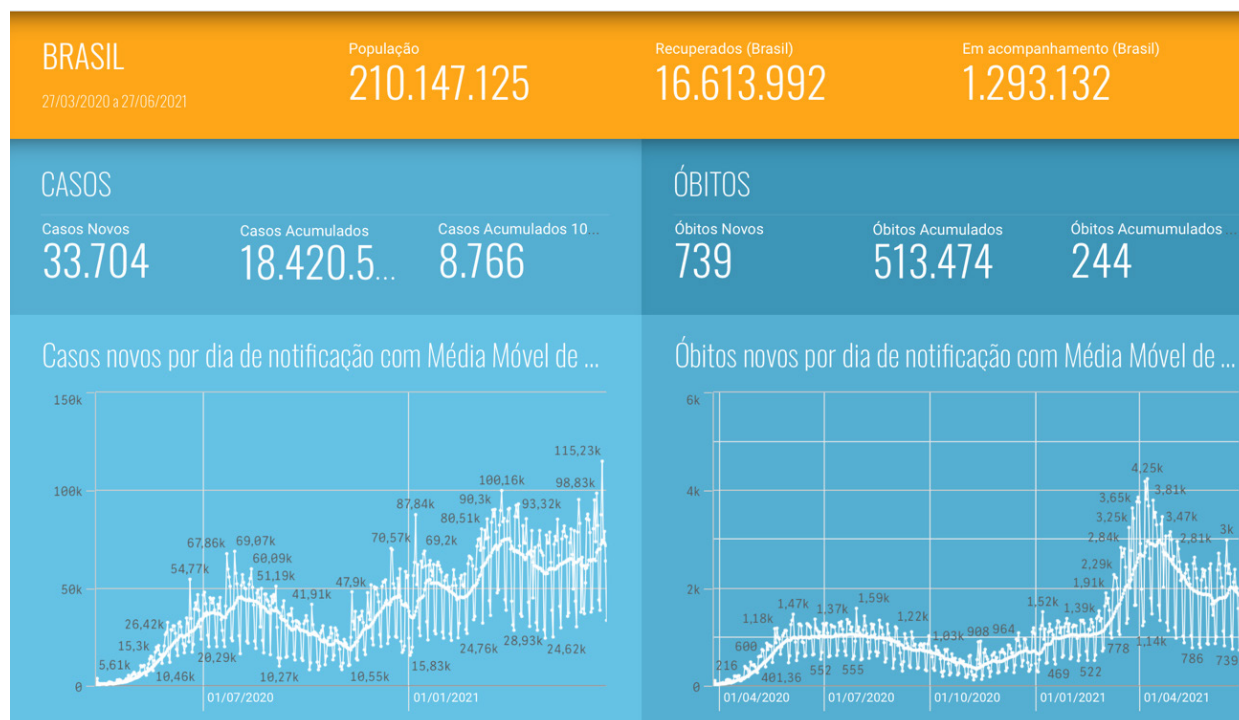 BRASIL
27/03/2020 a 27/06/2021
População
210.147.125
Recuperados (Brasil)
16.613.992
Em acompanhamento (Brasil)
1.293.132
CASOS
Casos Novos
33.704
Casos Acumulados
18.420.5...
Casos Acumulados 10...
8.766
ÓBITOS
Óbitos Novos
739
Óbitos Acumulados
513.474
Óbitos Acumumulados ...
244
Casos novos por dia de notificação com Média Móvel de ...
150k
100k
50k
0
5,61k
15,3k
26,42k
10,46k
54,77k
67,86k
20,29k
69,07k
60,09k
51,19k
10,27k
41,91k
47,9k
10,55k
70,57k
87,84k
15,83k
69,2k
80,51k
90,3k
24,76k
100,16k
28,93k
93,32k
24,62k
98,83k
115,23k
01/07/2020
01/01/2021
Óbitos novos por dia de notificação com Média Móvel de ...
6k
4k
2k
0
216
600
1,18k
401,36
1,47k
552
1,37k
555
1,59k
1,22k
1,03k
908
964
1,52k
469
1,39k
522
1,91k
2,29k
778
2,84k
3,25k
3,65k
4,25k
1,14k
3,81k
3,47k
2,81k
786
3k
739
01/04/2020
01/07/2020
01/10/2020
01/01/2021
01/04/2021